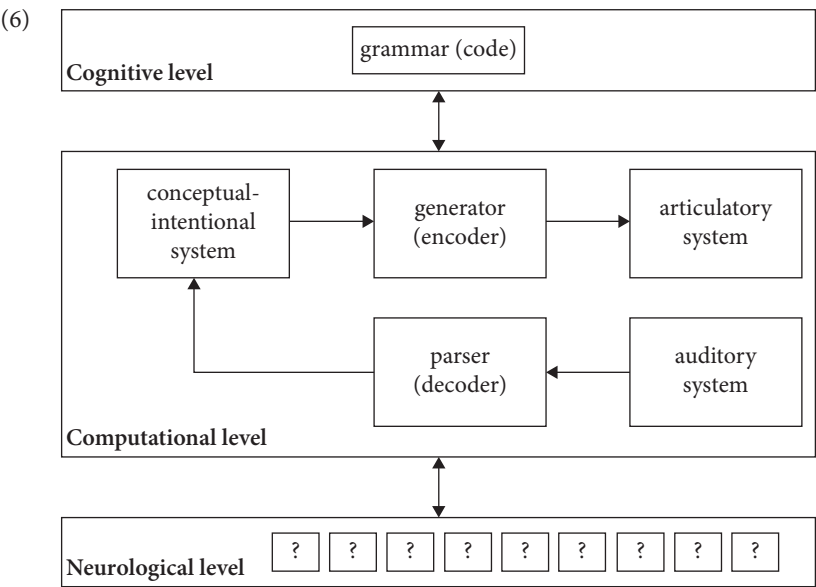 (6)
grammar (code)
Cognitive level
conceptual-
intentional
system
generator
(encoder)
articulatory
system
parser
(decoder)
auditory
system
Computational level
? ? ? ? ? ? ? ? ?
Neurological level